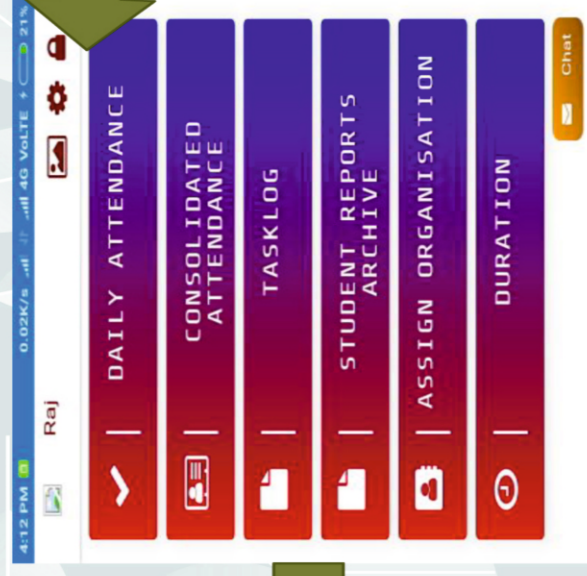 4:12 PM 0.02K/s 4G VoLTE 21%
Raj
DAILY ATTENDANCE
CONSOLIDATED
ATTENDANCE
TASKLOG
STUDENT REPORTS
ARCHIVE
ASSIGN ORGANISATION
DURATION
Chat